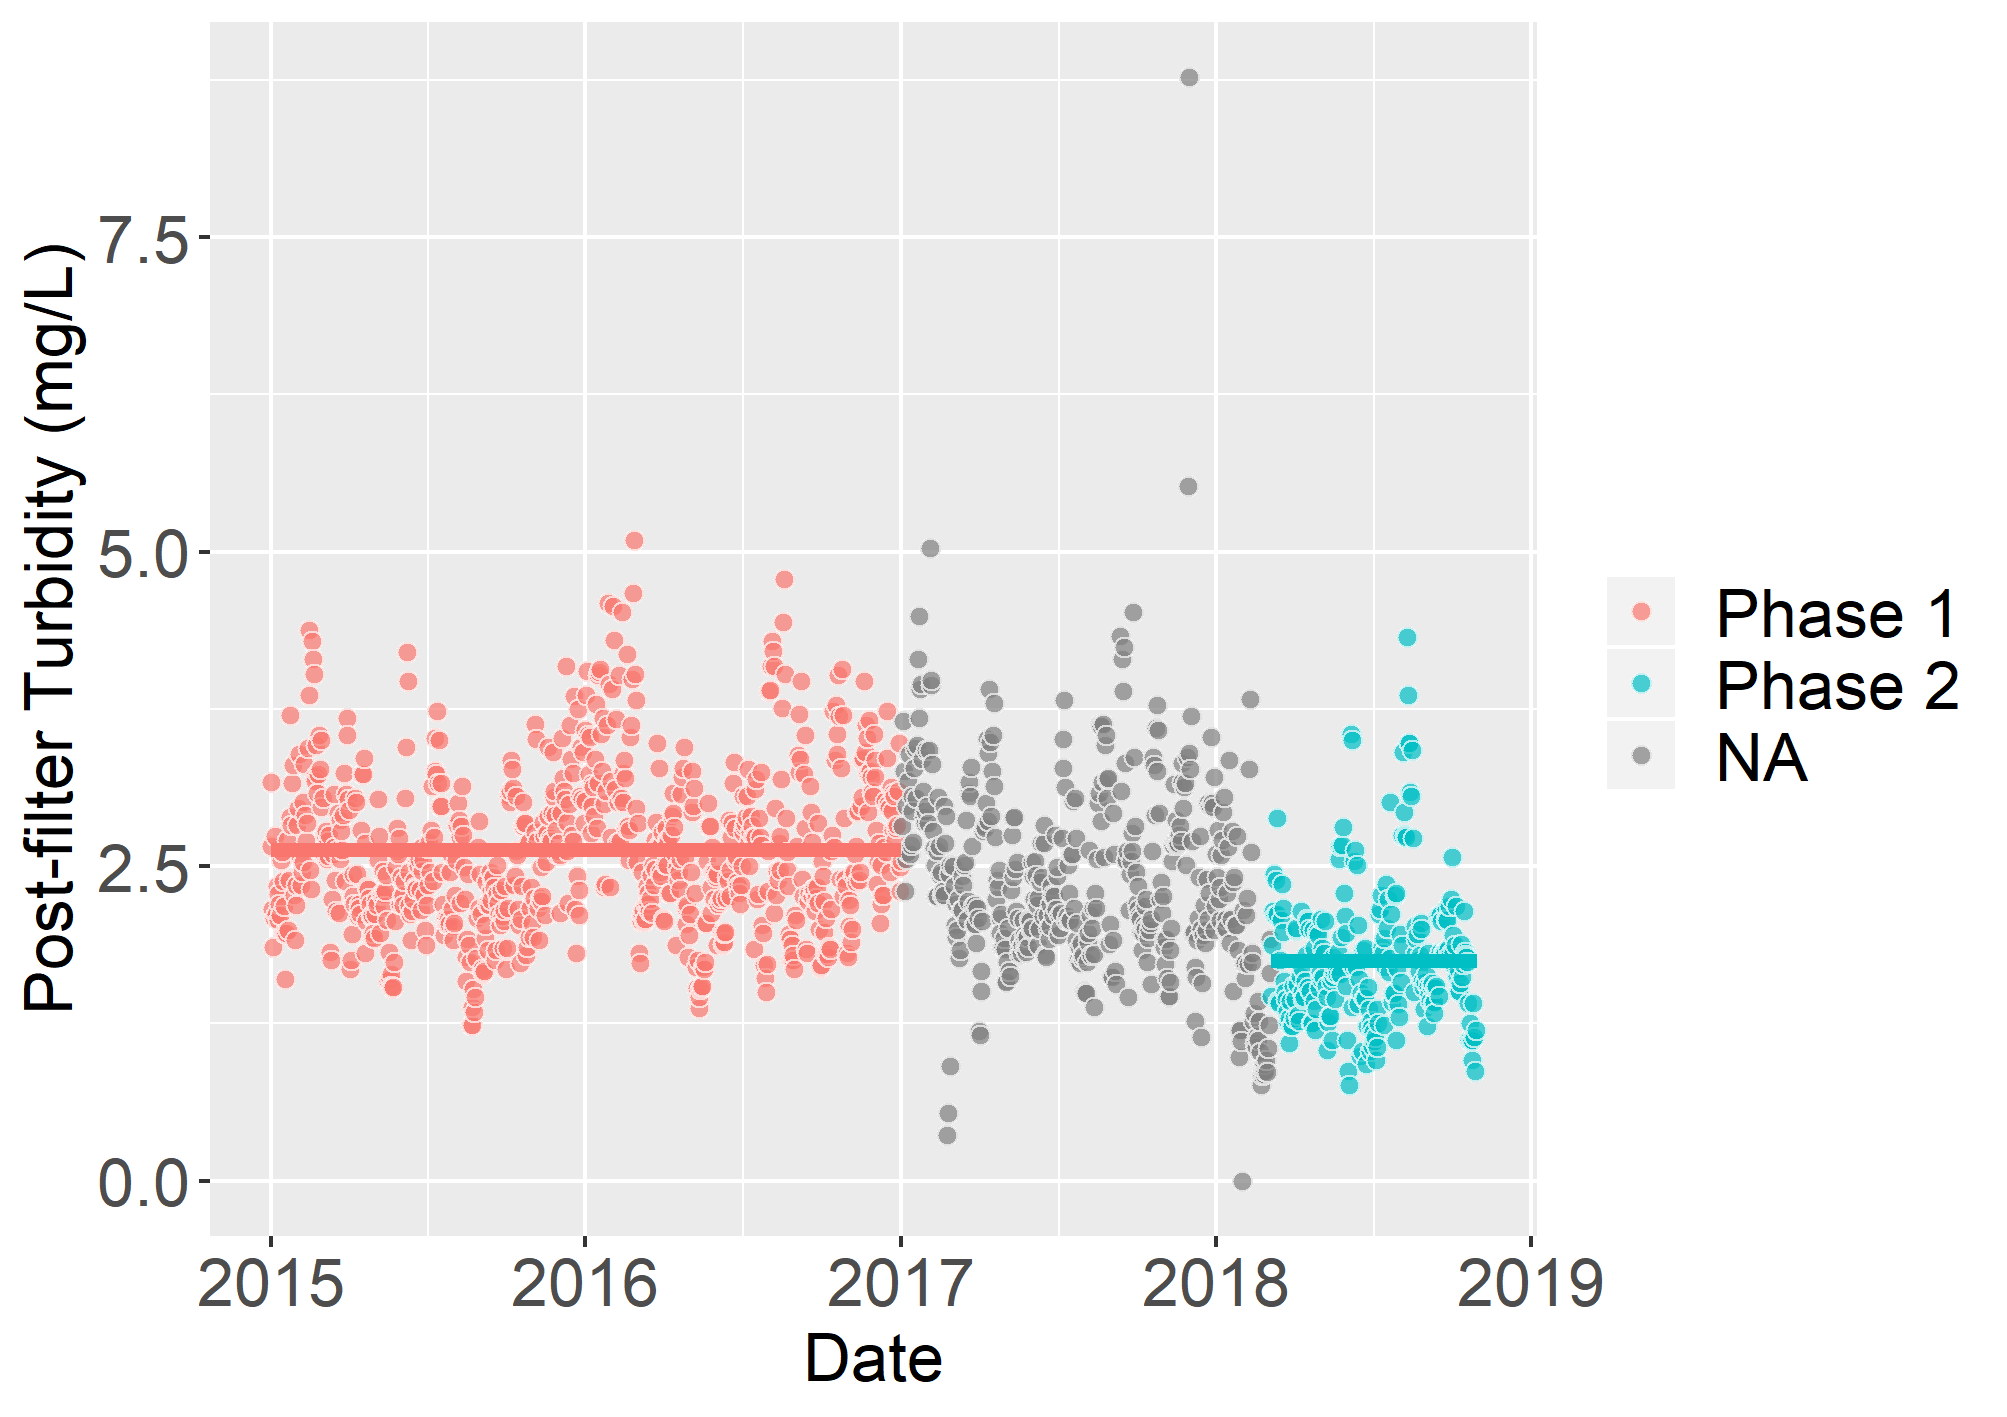 Post-filter Turbidity (mg/L)
7.5
5.0
2.5
0.0
2015 2016 2017 2018 2019
Date
Phase 1
Phase 2
NA